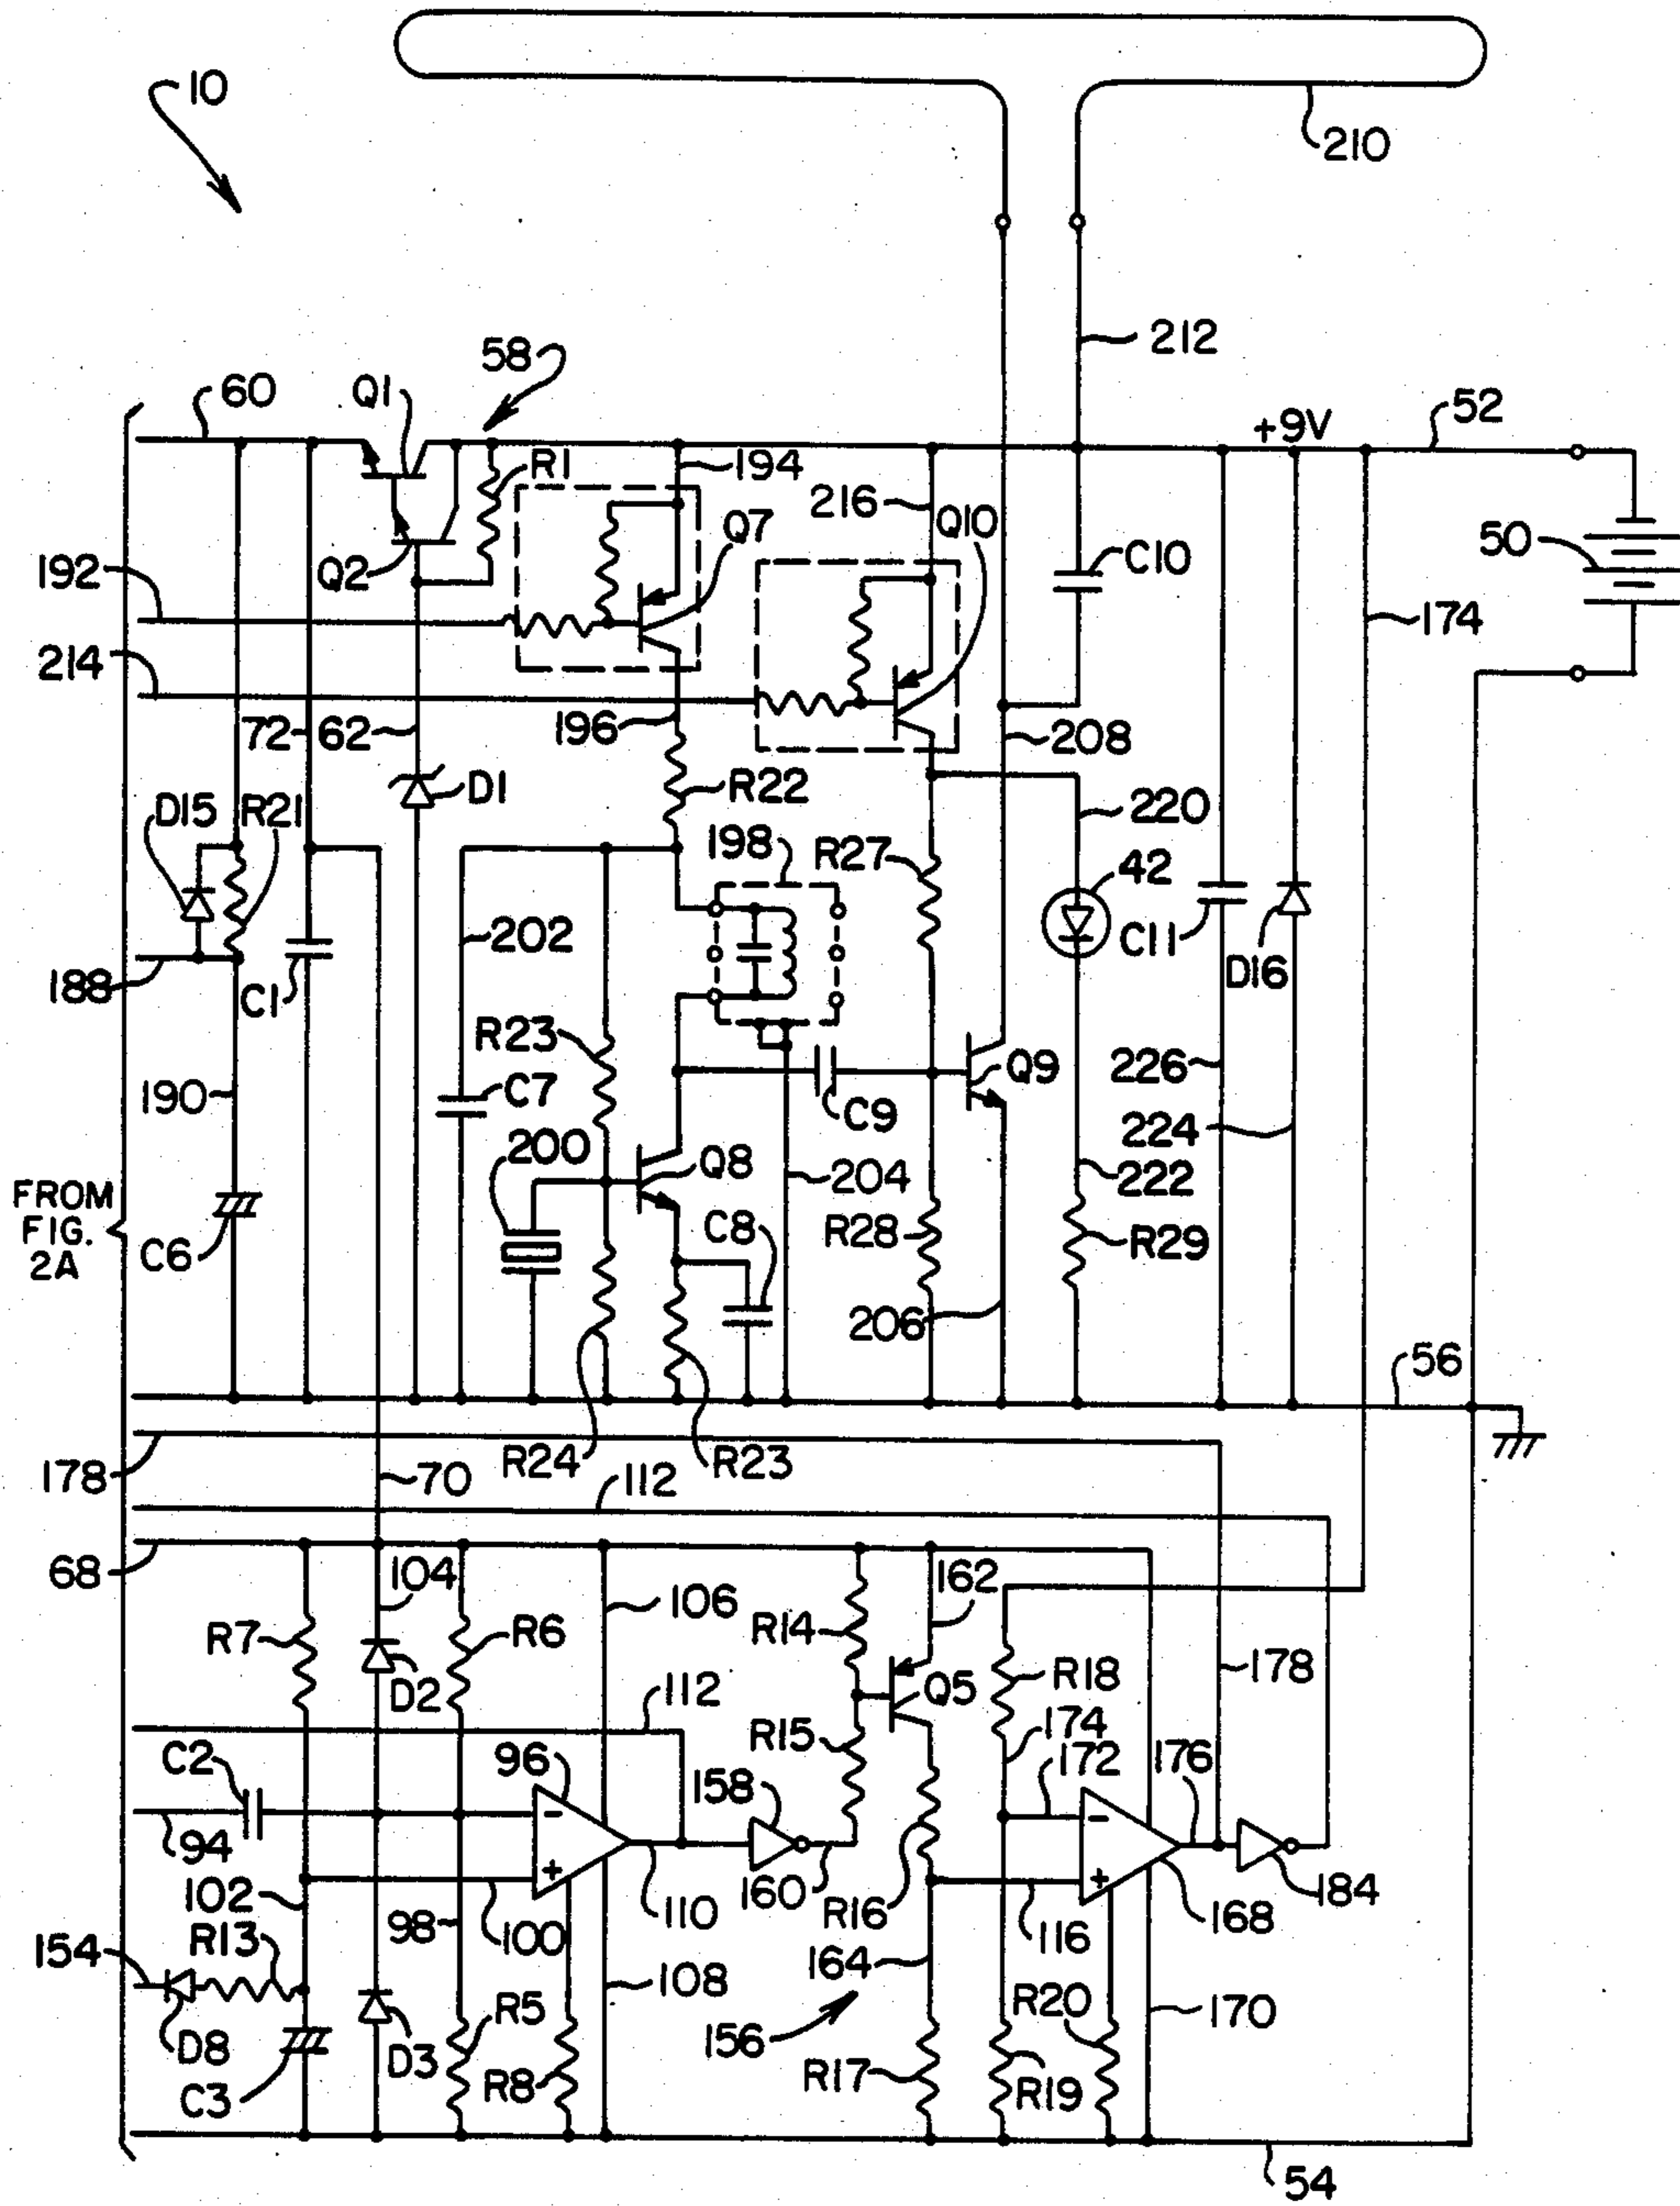 10
210
212
58
60
Q1
+9V
52
R1
194
216
Q10
Q7
C10
50
192
Q2
174
214
72
62
196
208
D1
R22
220
D15
R21
198
R27
42
202
C11
D16
188
C1
R23
Q9
226
190
C7
C9
224
200
Q8
204
222
FROM
FIG.
2A
C6
C8
R28
R29
206
56
R24
R23
178
70
112
68
104
106
162
R7
R6
R14
D2
Q5
R18
178
112
R15
174
C2
96
158
172
176
-
-
94
+
+
102
98
100
110
160
R16
116
168
184
R13
154
164
108
R5
R20
170
D8
D3
R8
156
R17
R19
C3
54